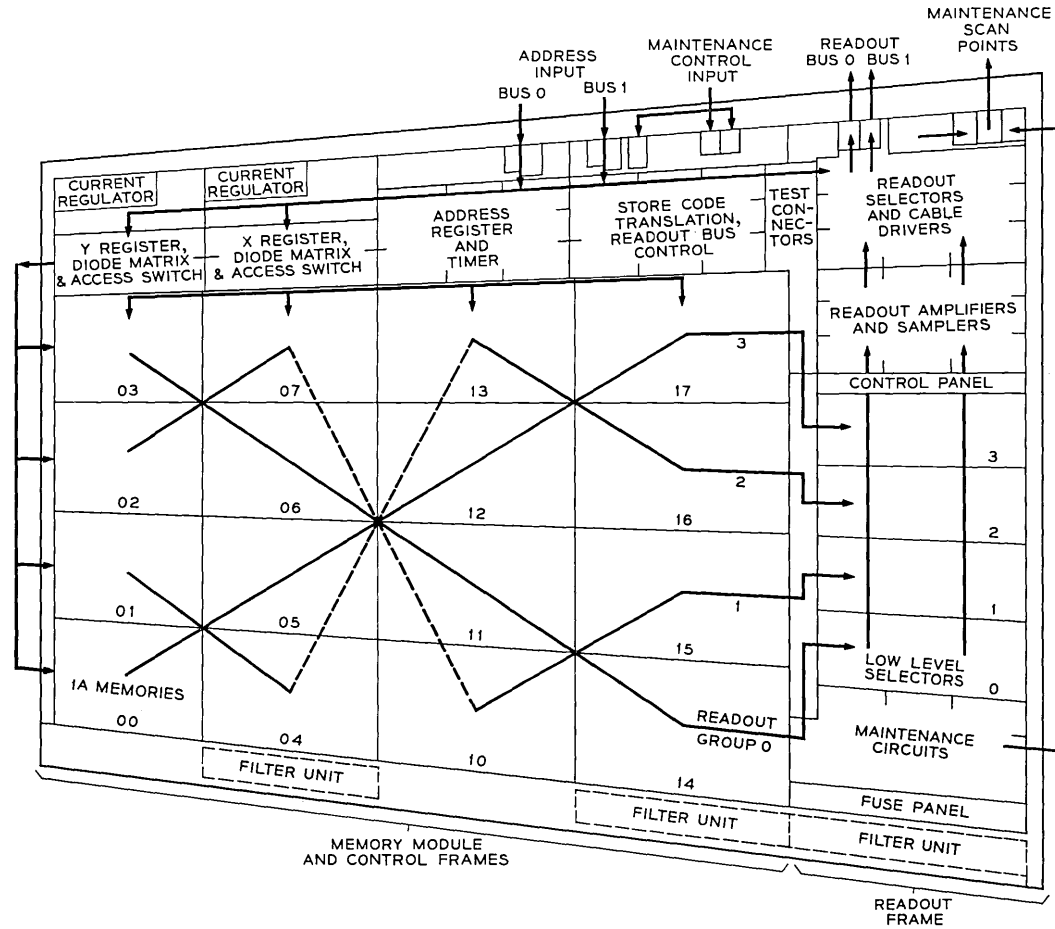 MAINTENANCE
SCAN
POINTS
ADDRESS
INPUT
BUS 0
BUS 1
MAINTENANCE
CONTROL
INPUT
READOUT
BUS 0 BUS 1
CURRENT
REGULATOR
CURRENT
REGULATOR
Y REGISTER,
DIODE MATRIX
& ACCESS SWITCH
X REGISTER,
DIODE MATRIX
& ACCESS SWITCH
ADDRESS
REGISTER
AND
TIMER
STORE CODE
TRANSLATION,
READOUT BUS
CONTROL
TEST
CON-
NEC-
TORS
READOUT
SELECTORS
AND CABLE
DRIVERS
READOUT AMPLIFIERS
AND SAMPLERS
CONTROL PANEL
03
07
13
17
3
3
02
06
12
16
2
2
01
05
11
15
1
1
1A MEMORIES
00
04
10
14
READOUT
GROUP 0
LOW LEVEL
SELECTORS
0
MAINTENANCE
CIRCUITS
FUSE PANEL
FILTER UNIT
FILTER UNIT
FILTER UNIT
MEMORY MODULE
AND CONTROL FRAMES
READOUT
FRAME